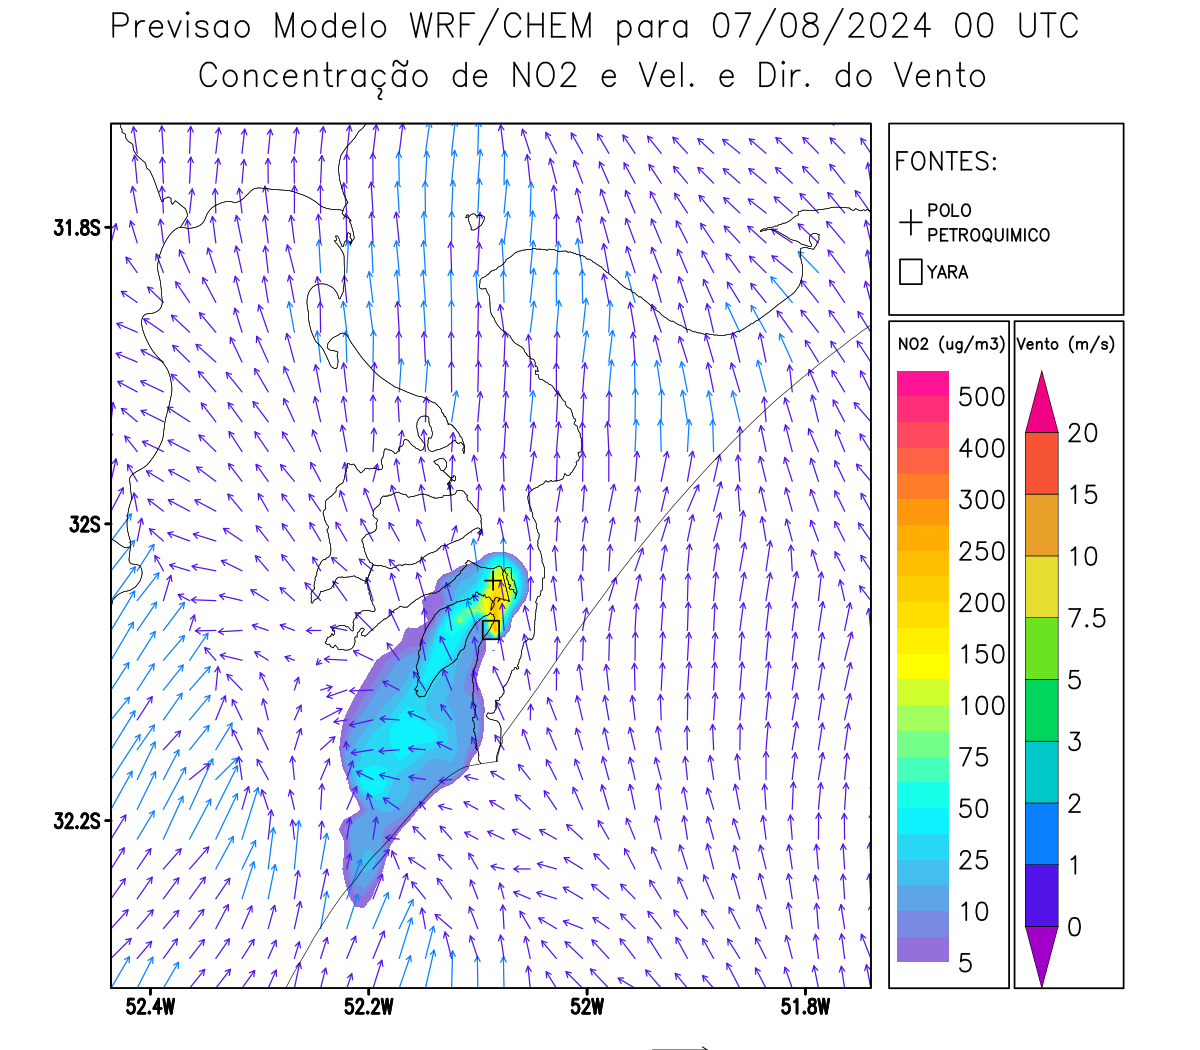 Previsao Modelo WRF/CHEM para 07/08/2024 00 UTC
Concentração de NO2 e Vel. e Dir. do Vento
FONTES:
POLO
PETROQUIMICO
YARA
NO2 (ug/m3)
500
400
300
250
200
150
100
75
50
25
10
5
Vento (m/s)
20
15
10
7.5
5
3
2
1
0
31.8S
32S
32.2S
52.4W
52.2W
52W
51.8W